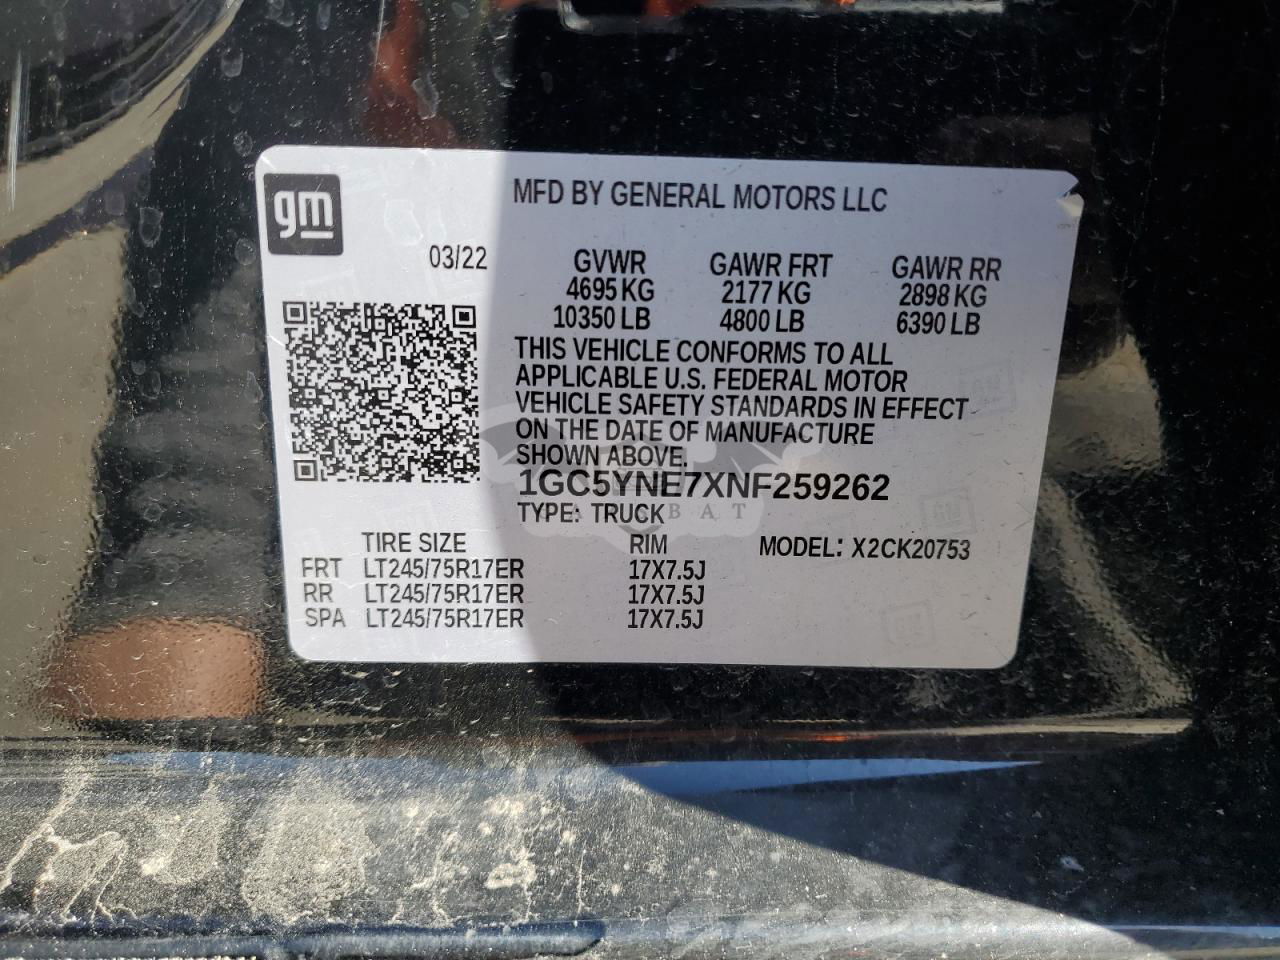 gm
MFD BY GENERAL MOTORS LLC
03/22
GVWR GAWR FRT GAWR RR
4695 KG 2177 KG 2898 KG
10350 LB 4800 LB 6390 LB
THIS VEHICLE CONFORMS TO ALL
APPLICABLE U.S. FEDERAL MOTOR
VEHICLE SAFETY STANDARDS IN EFFECT
ON THE DATE OF MANUFACTURE
SHOWN ABOVE.
1GC5YNE7XNF259262
TYPE: TRUCK
TIRE SIZE RIM MODEL: X2CK20753
FRT LT245/75R17ER 17X7.5J
RR LT245/75R17ER 17X7.5J
SPA LT245/75R17ER 17X7.5J